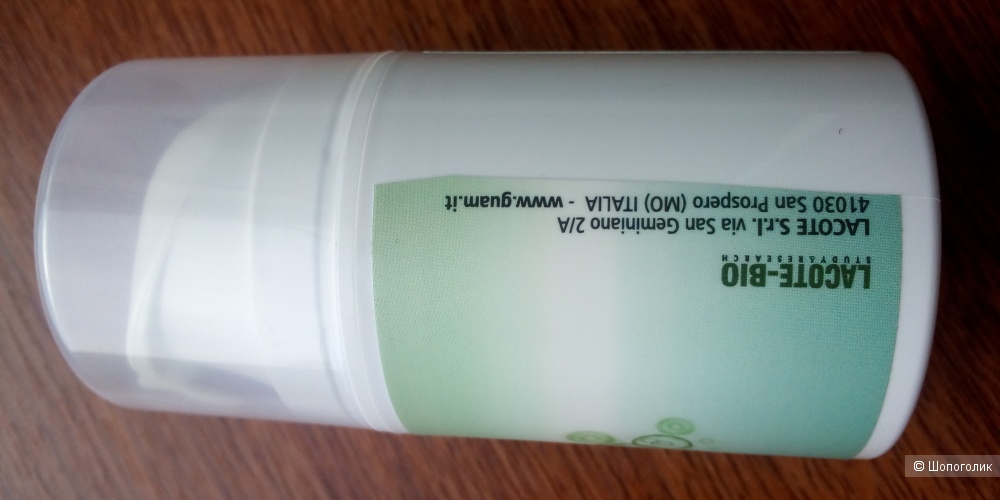 LACOTE-BIO
STUDY&RESEARCH
LACOTE S.r.l. via San Geminiano 2/A
41030 San Prospero (MO) ITALIA - www.guam.it
© Шопоголик